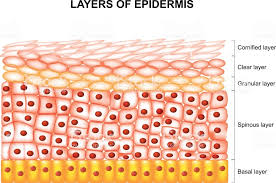 LAYERS OF EPIDERMIS
Cornified layer
Clear layer
Granular layer
Spinous layer
Basal layer